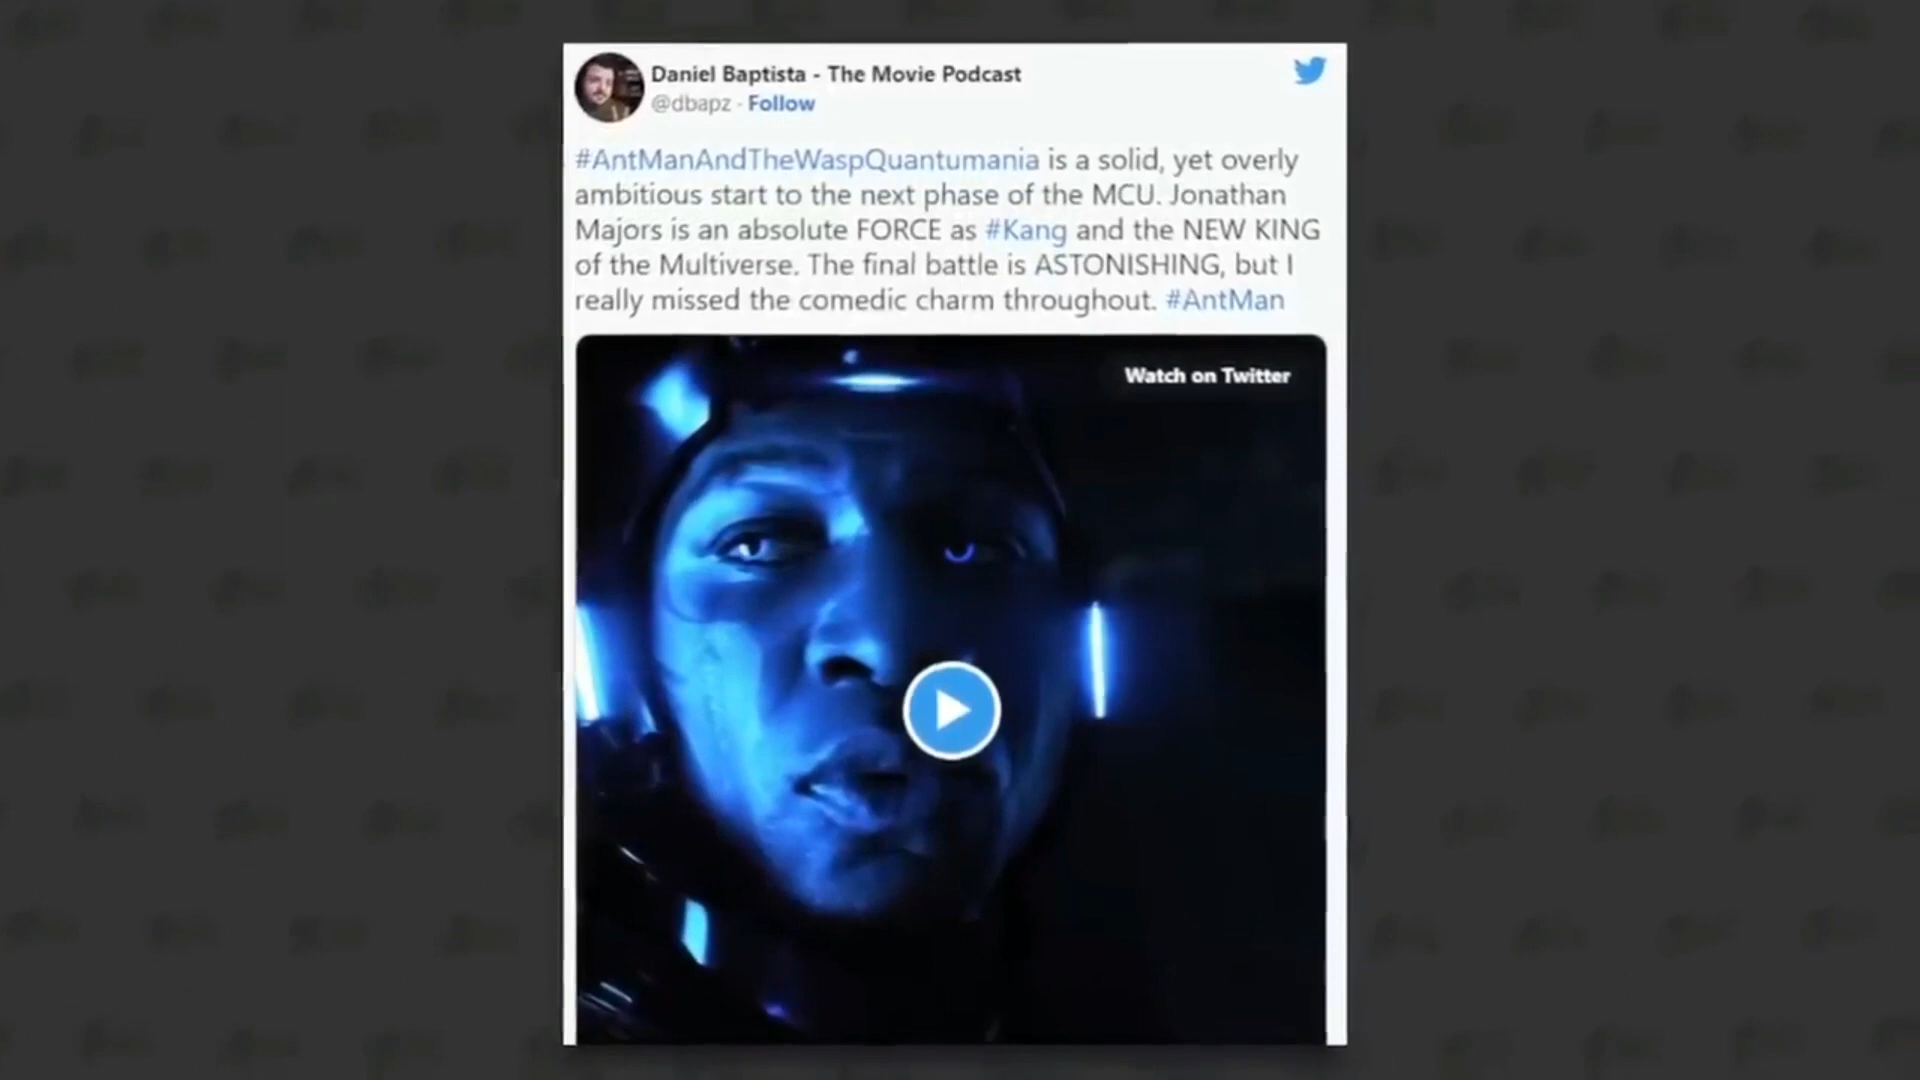 Daniel Baptista - The Movie Podcast
@dbapz · Follow
#AntManAndTheWaspQuantumania is a solid, yet overly
ambitious start to the next phase of the MCU. Jonathan
Majors is an absolute FORCE as #Kang and the NEW KING
of the Multiverse. The final battle is ASTONISHING, but I
really missed the comedic charm throughout. #AntMan
Watch on Twitter